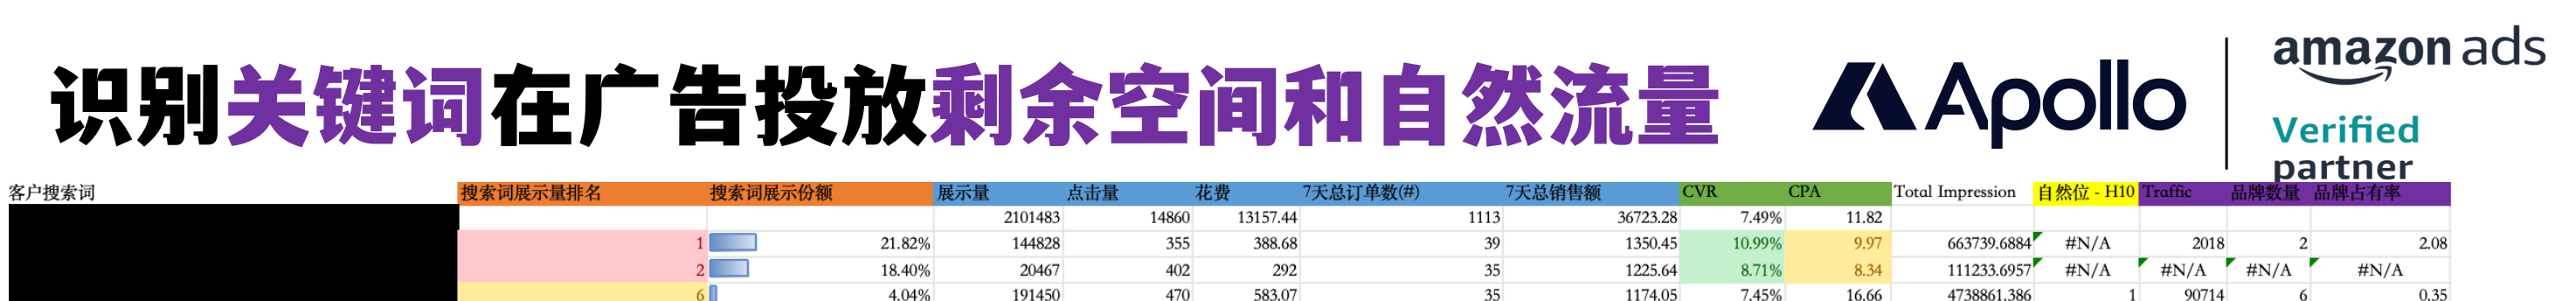 识别关键词在广告投放剩余空间和自然流量
Apollo
amazon ads
Verified
partner
客户搜索词 搜索词展示量排名 搜索词展示份额 展示量 点击量 花费 7天总订单数(#) 7天总销售额 CVR CPA Total Impression 自然位 - H10 Traffic 品牌数量 品牌占有率
2101483 14860 13157.44 1113 36723.28 7.49% 11.82
1 21.82% 144828 355 388.68 39 1350.45 10.99% 9.97 663739.6884 #N/A 2018 2 2.08
2 18.40% 20467 402 292 35 1225.64 8.71% 8.34 111233.6957 #N/A #N/A #N/A #N/A
6 4.04% 191450 470 583.07 35 1174.05 7.45% 16.66 4738861.386 1 90714 6 0.35